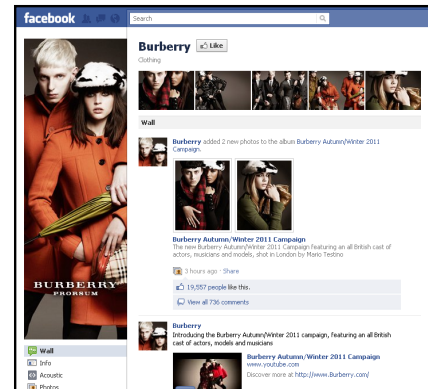 facebook
Search
Burberry
Like
Clothing
BURBERRY
PRORSUM
Wall
Info
Acoustic
Photos
Wall
Burberry added 2 new photos to the album Burberry Autumn/Winter 2011
Campaign.
Burberry Autumn/Winter 2011 Campaign
The new Burberry Autumn/Winter 2011 Campaign featuring an all British cast of
actors, musicians and models, shot in London by Mario Testino
3 hours ago · Share
19,557 people like this.
View all 736 comments
Burberry
Introducing the Burberry Autumn/Winter 2011 campaign, featuring an all British
cast of actors, models and musicians
Burberry Autumn/Winter 2011 Campaign
www.youtube.com
Discover more at http://www.Burberry.com/